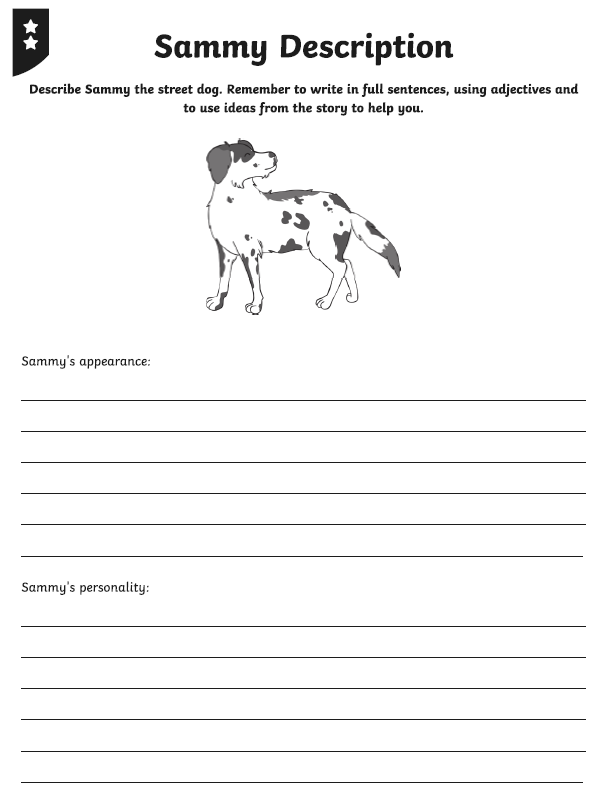 Sammy Description
Describe Sammy the street dog. Remember to write in full sentences, using adjectives and
to use ideas from the story to help you.
Sammy's appearance:
Sammy's personality: